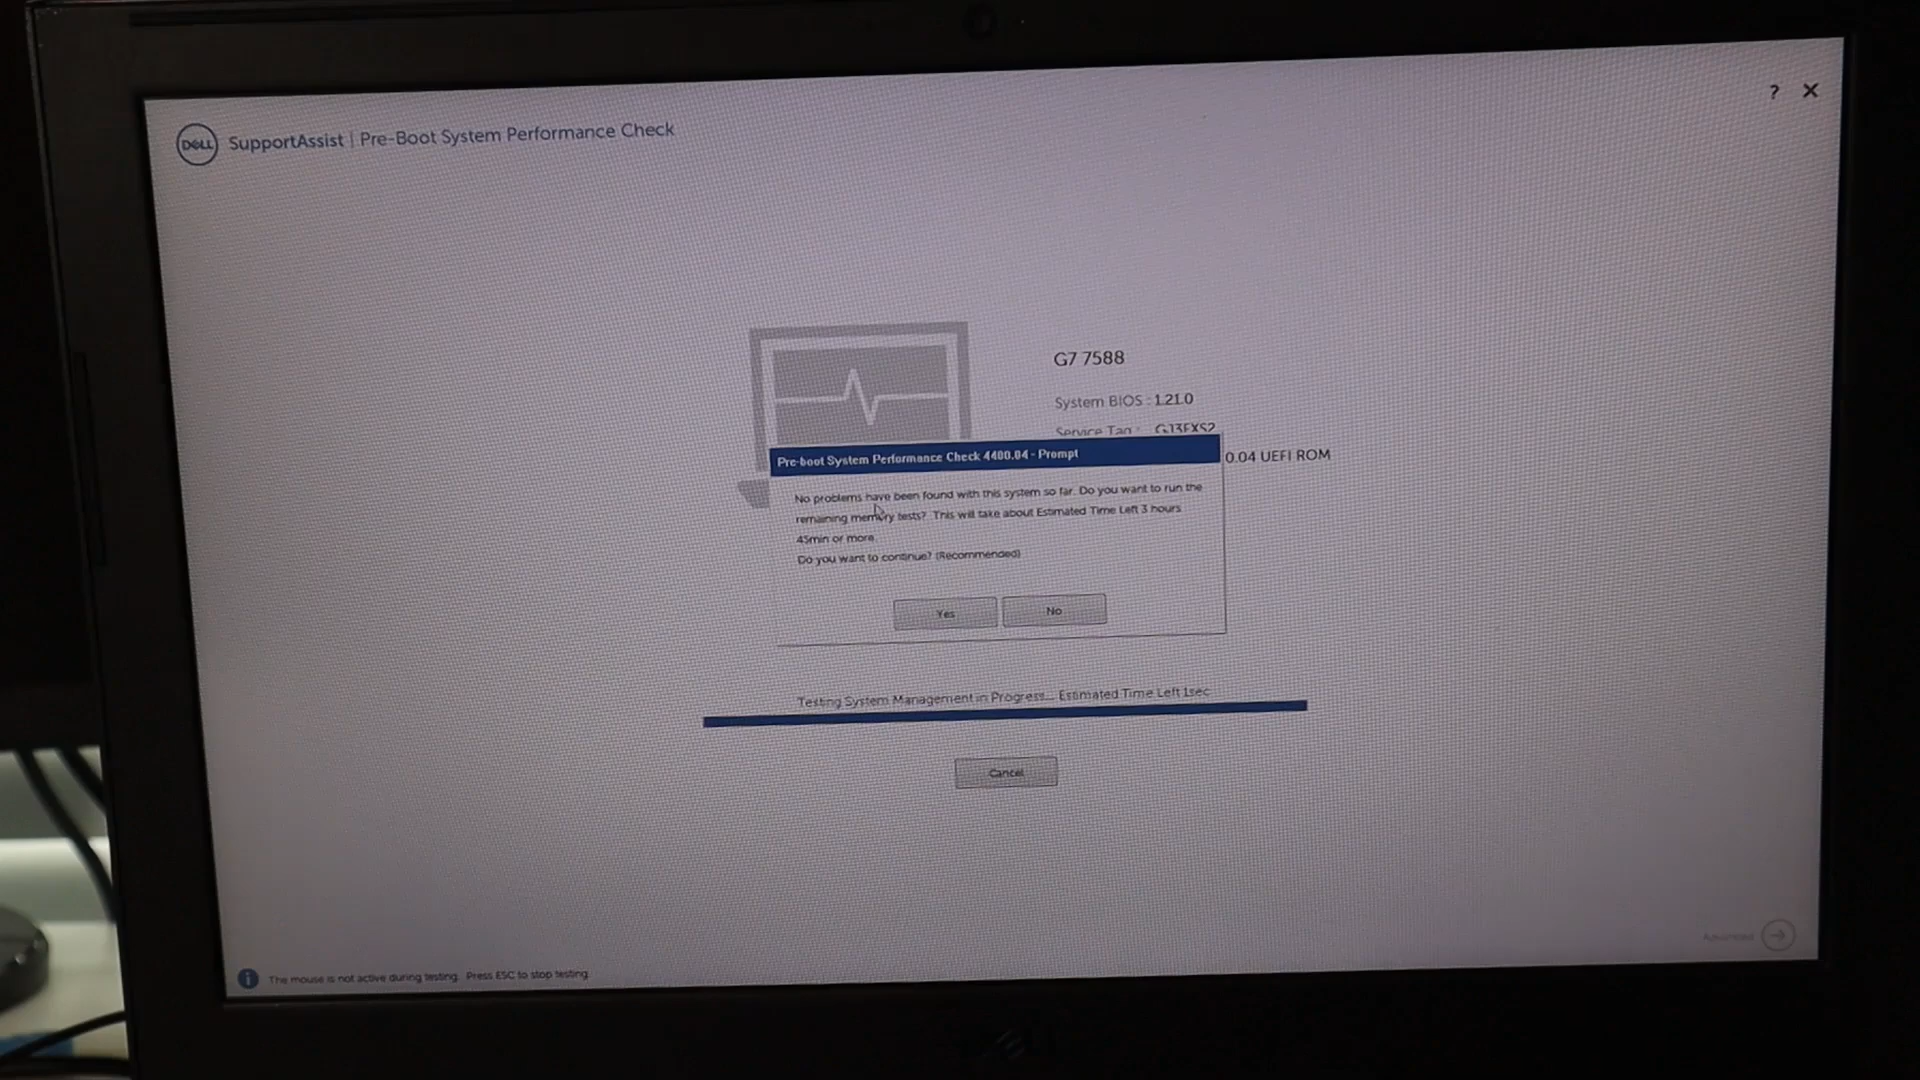 ? X
DELL SupportAssist | Pre-Boot System Performance Check
G7 7588
System BIOS : 1.21.0
Service Tag :
0.04 UEFI ROM
Pre-boot System Performance Check 4400.04 - Prompt
No problems have been found with this system so far. Do you want to run the
remaining memory tests? This will take about Estimated Time Left 3 hours
45min or more.
Do you want to continue? (Recommended)
Yes No
Testing System Management in Progress... Estimated Time Left 1sec
Cancel
The mouse is not active during testing. Press ESC to stop testing.